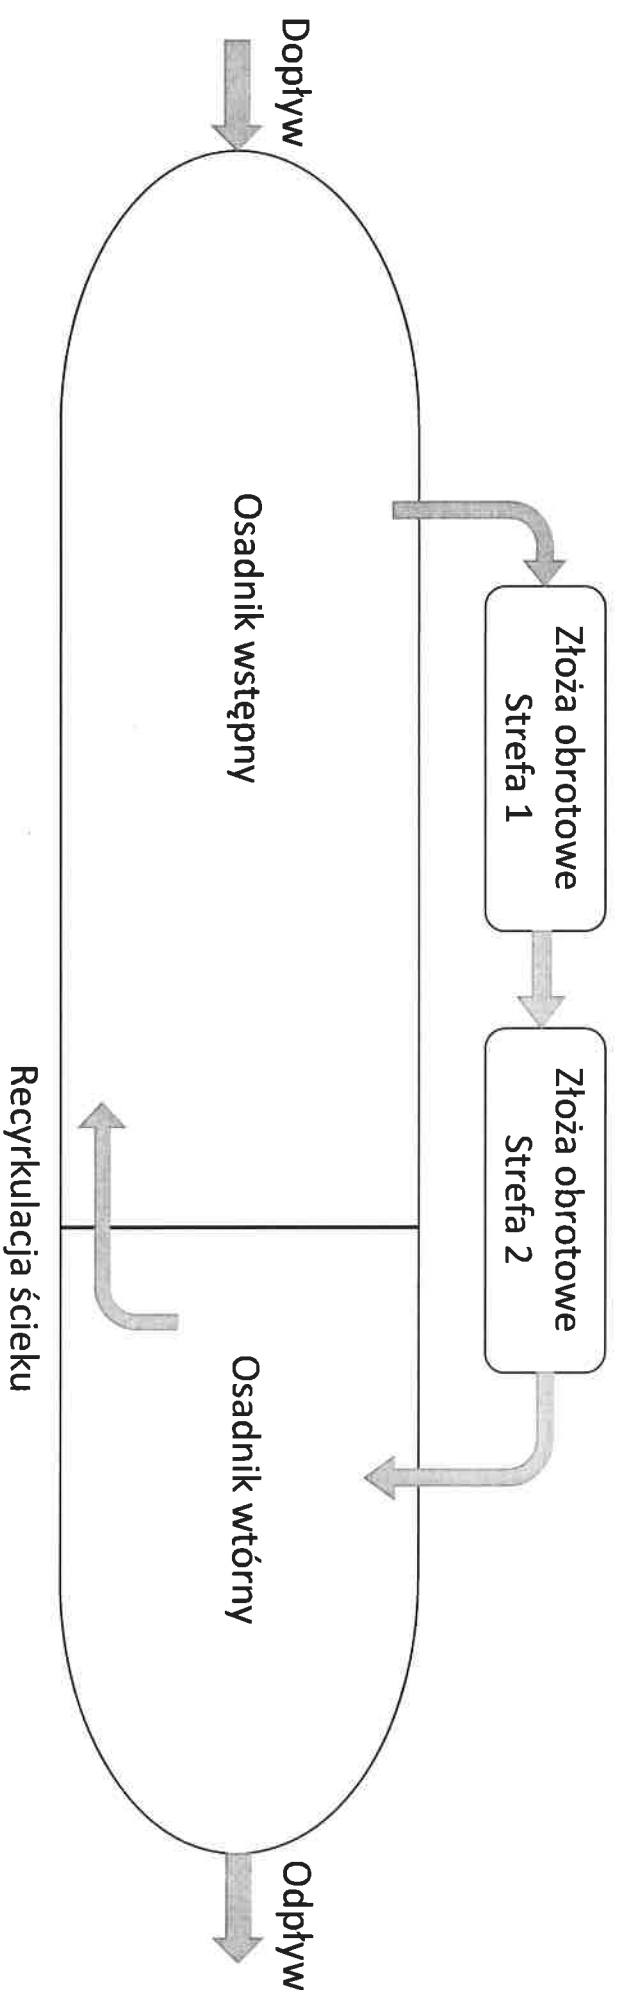 Dopływ
Złoża obrotowe
Strefa 1
Złoża obrotowe
Strefa 2
Osadnik wstępny
Osadnik wtórny
Odpływ
Recyrkulacja ścieku